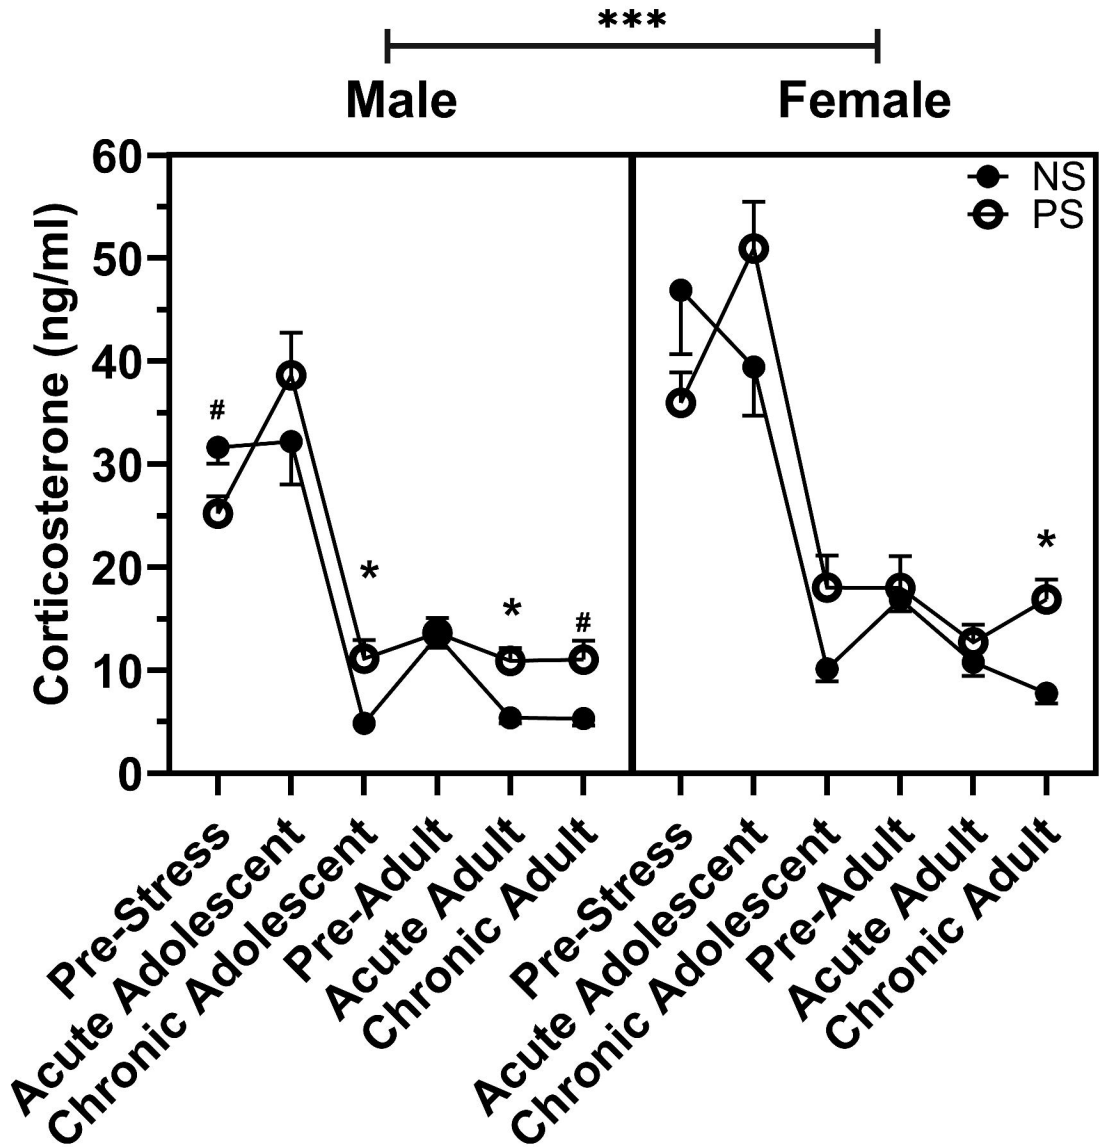 ***
Male
Female
Corticosterone (ng/ml)
60
50
40
30
20
10
0
NS
PS
#
*
*
#
*
Pre-Stress
Acute Adolescent
Chronic Adolescent
Pre-Adult
Acute Adult
Chronic Adult
Pre-Stress
Acute Adolescent
Chronic Adolescent
Pre-Adult
Acute Adult
Chronic Adult